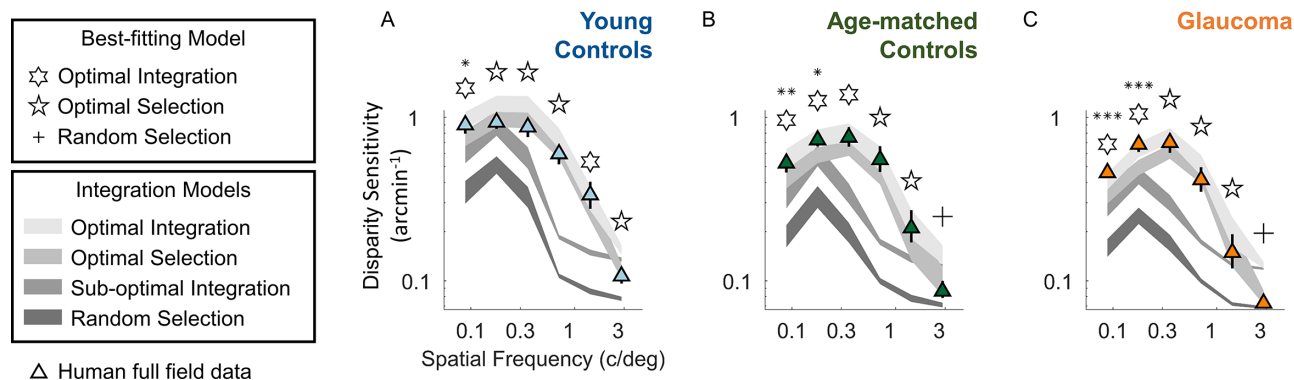 Best-fitting Model
Optimal Integration
Optimal Selection
Random Selection
Integration Models
Optimal Integration
Optimal Selection
Sub-optimal Integration
Random Selection
Human full field data
A
Young
Controls
*
1
0.1
Disparity Sensitivity
(arcmin⁻¹)
0.1 0.3 1 3
Spatial Frequency (c/deg)
B
Age-matched
Controls
** *
1
0.1
0.1 0.3 1 3
C
Glaucoma
*** ***
1
0.1
0.1 0.3 1 3